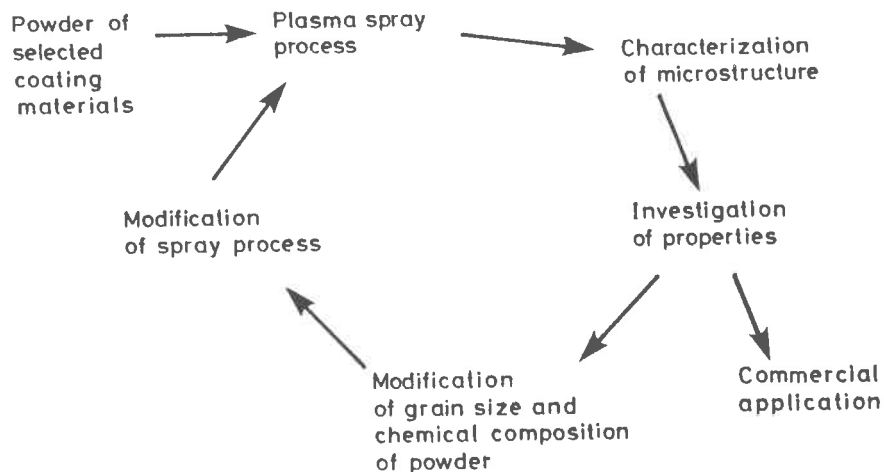 Powder of
selected
coating
materials
Plasma spray
process
Characterization
of microstructure
Investigation
of properties
Commercial
application
Modification
of grain size and
chemical composition
of powder
Modification
of spray process